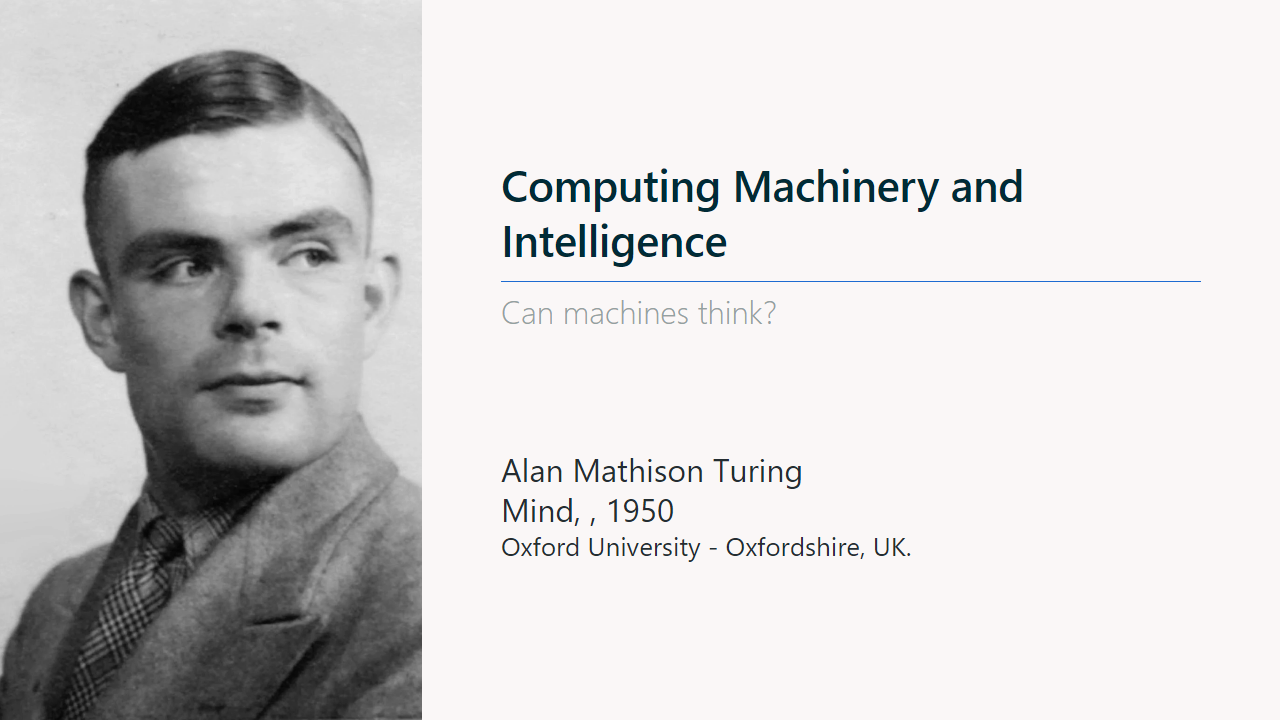 Computing Machinery and
Intelligence
Can machines think?
Alan Mathison Turing
Mind, , 1950
Oxford University - Oxfordshire, UK.